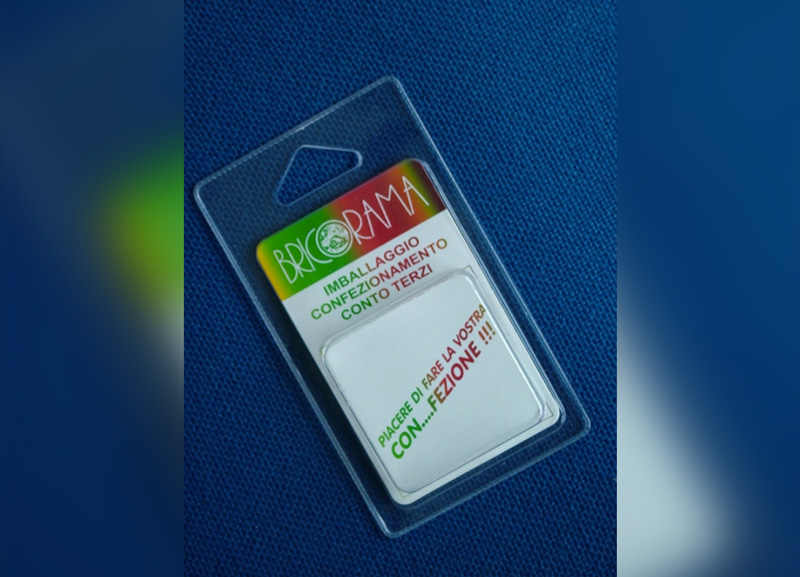 BRICORAMA
IMBALLAGGIO
CONFEZIONAMENTO
CONTO TERZI
PIACERE DI FARE LA VOSTRA
CON....FEZIONE !!!